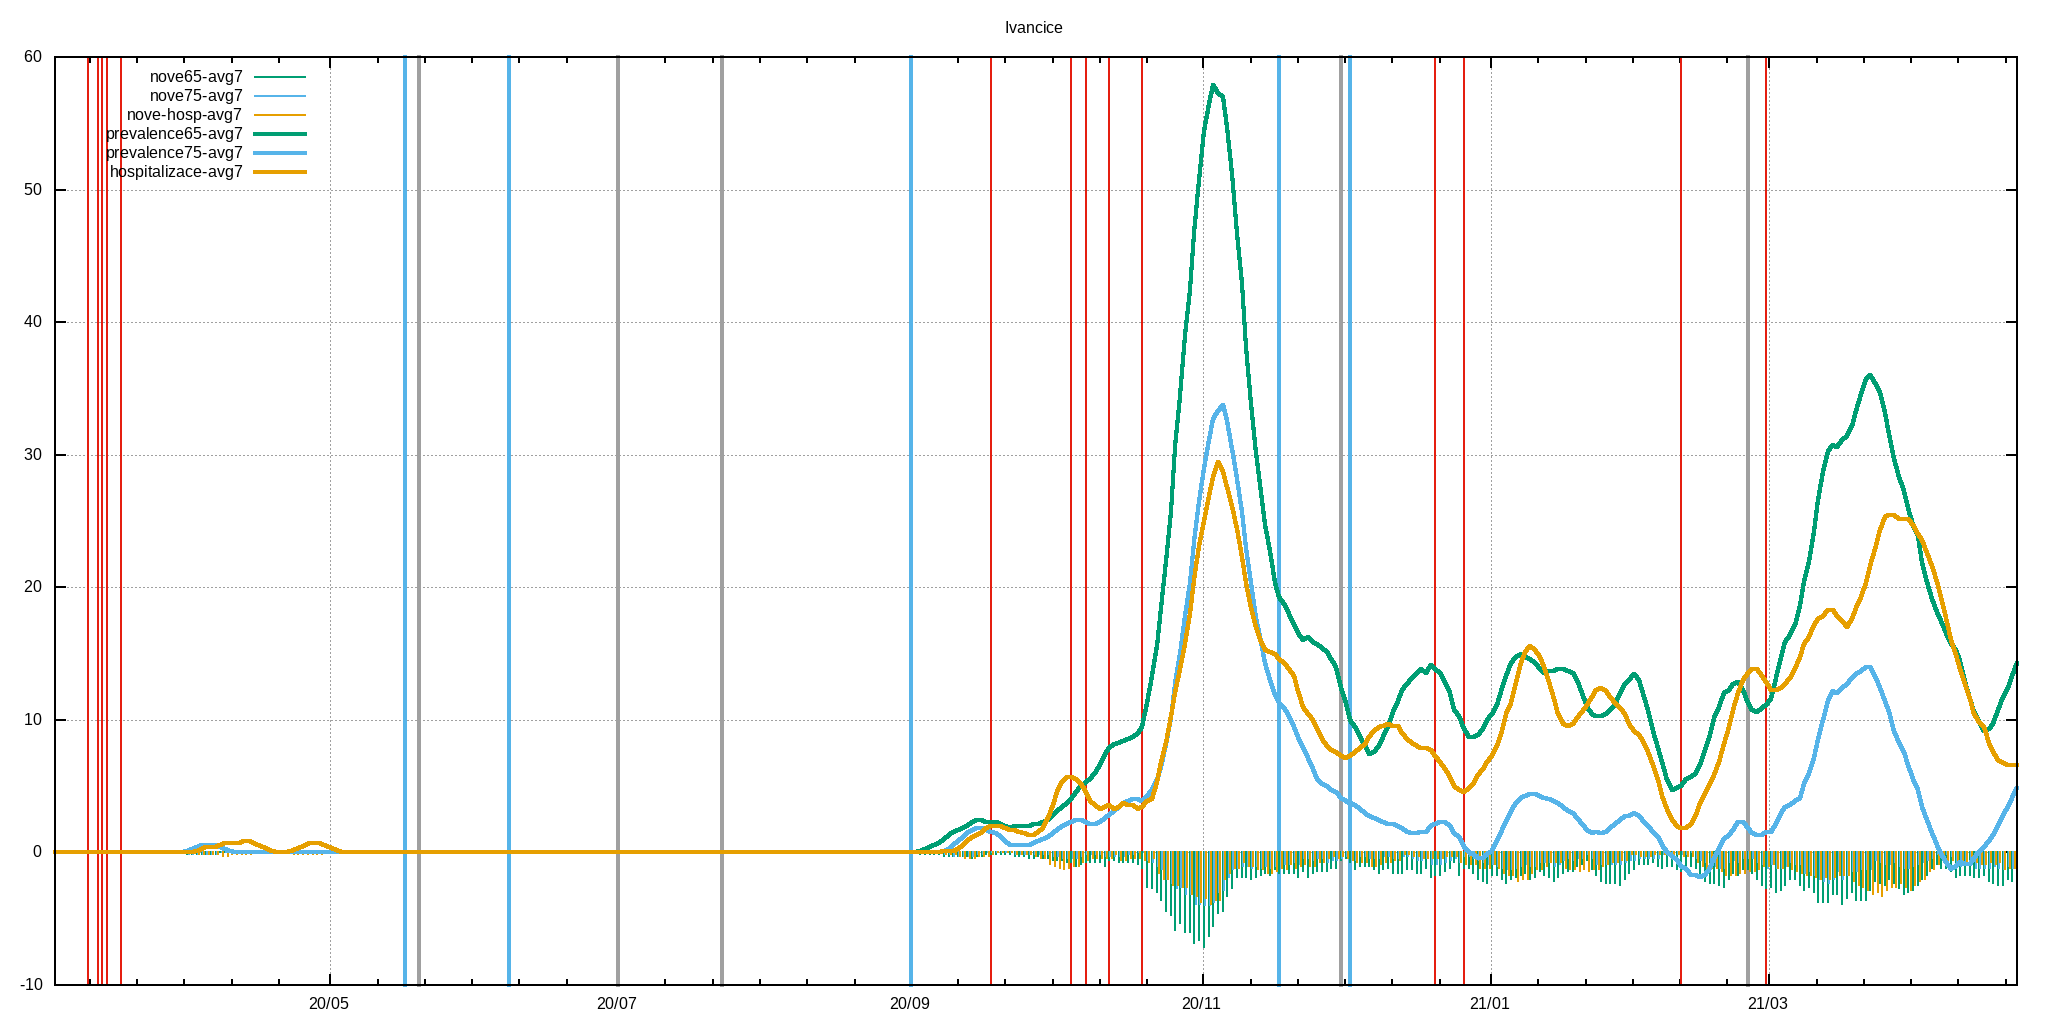 Ivancice
60
nove65-avg7
nove75-avg7
nove-hosp-avg7
prevalence65-avg7
prevalence75-avg7
hospitalizace-avg7
50
40
30
20
10
0
-10
20/05 20/07 20/09 20/11 21/01 21/03